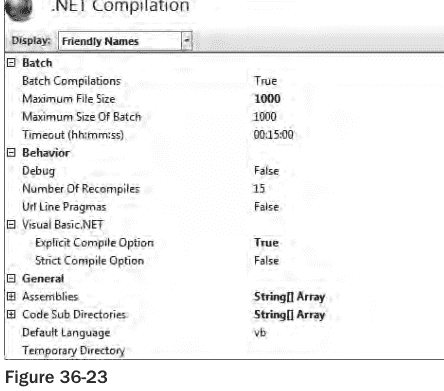 .NET Compilation
Display: Friendly Names
Batch
Batch Compilations True
Maximum File Size 1000
Maximum Size Of Batch 1000
Timeout (hh:mm:ss) 00:15:00
Behavior
Debug False
Number Of Recompiles 15
Url Line Pragmas False
Visual Basic.NET
Explicit Compile Option True
Strict Compile Option False
General
Assemblies String[] Array
Code Sub Directories String[] Array
Default Language vb
Temporary Directory
Figure 36-23